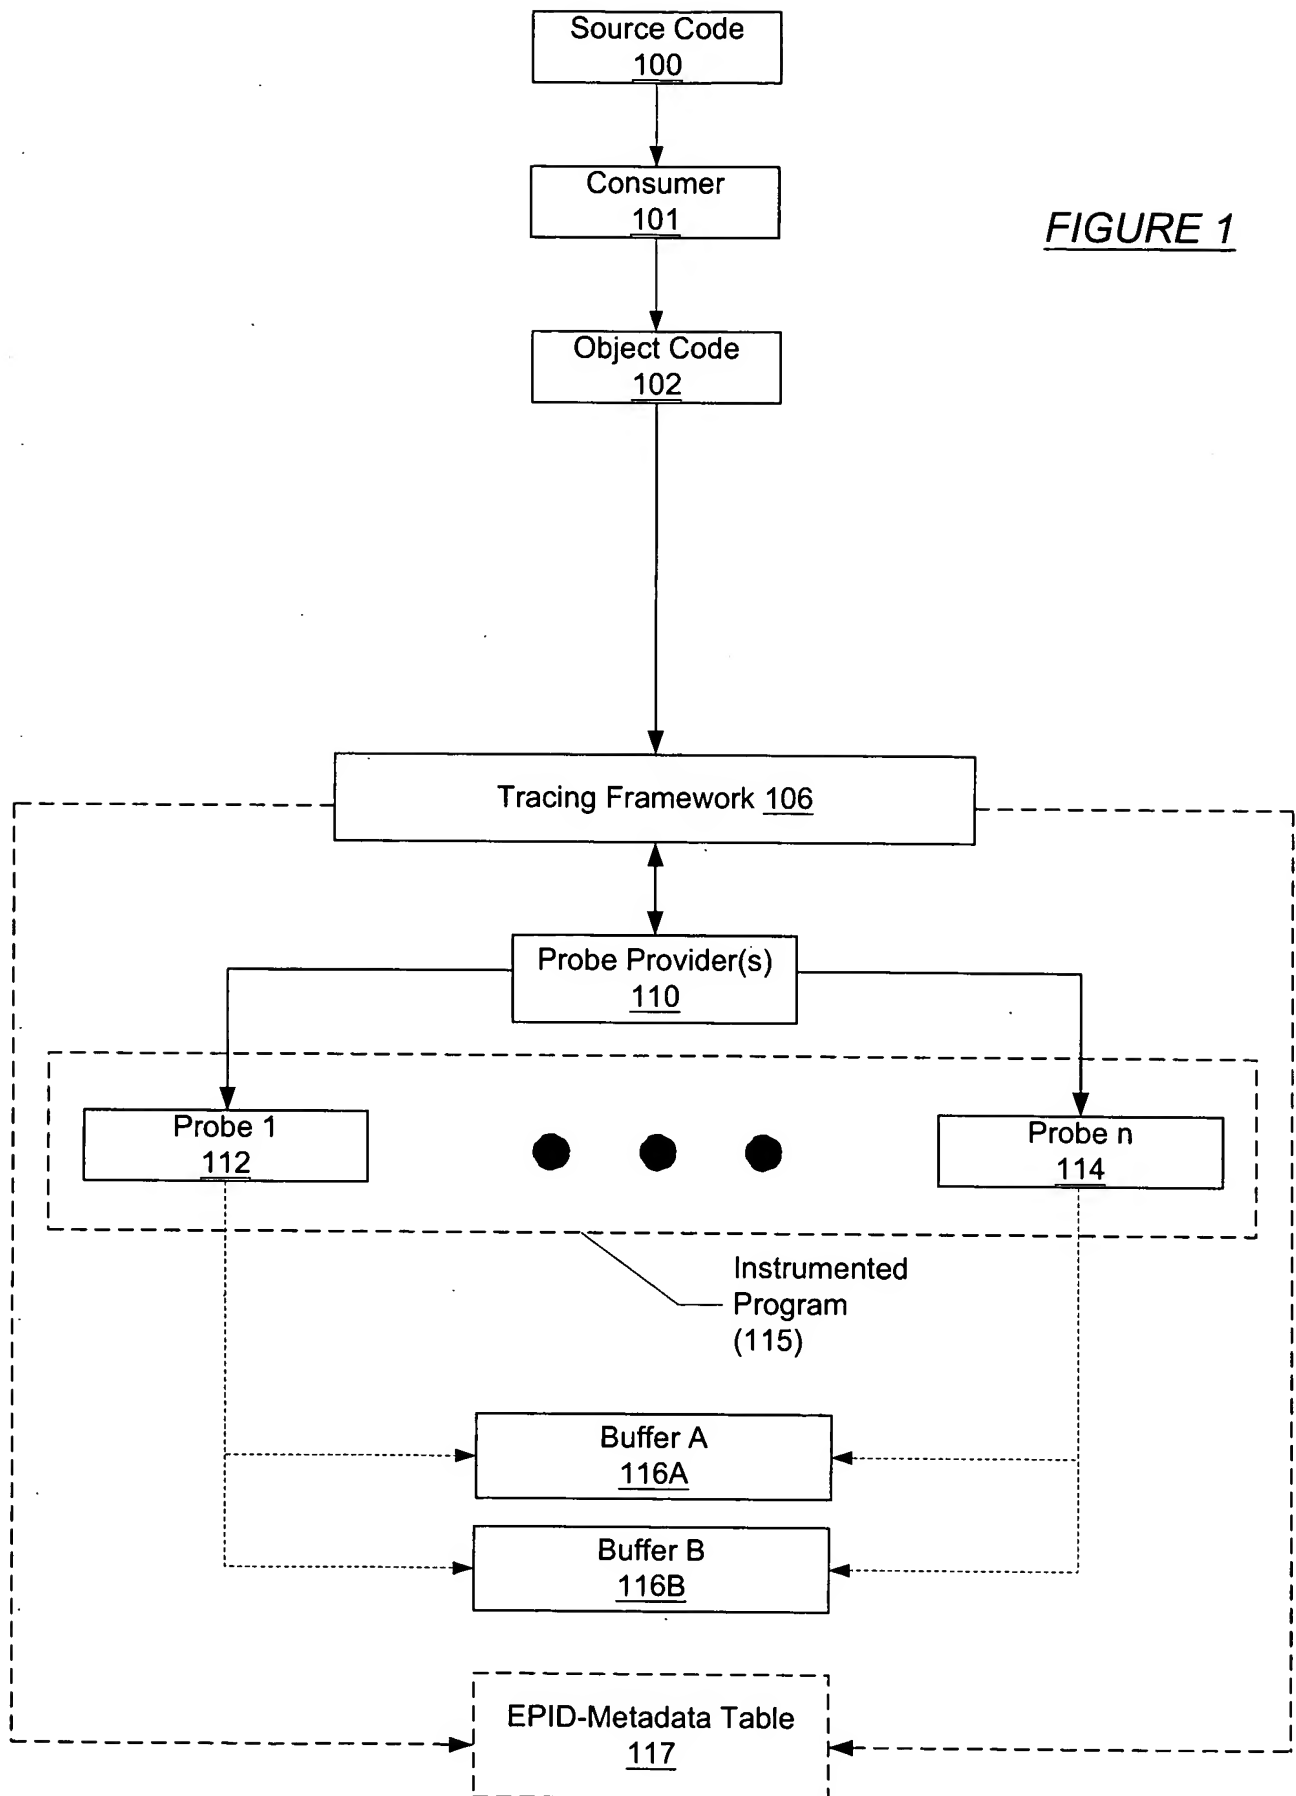 Source Code
100
Consumer
101
FIGURE 1
Object Code
102
Tracing Framework 106
Probe Provider(s)
110
Probe 1
112
Probe n
114
Instrumented
Program
(115)
Buffer A
116A
Buffer B
116B
EPID-Metadata Table
117